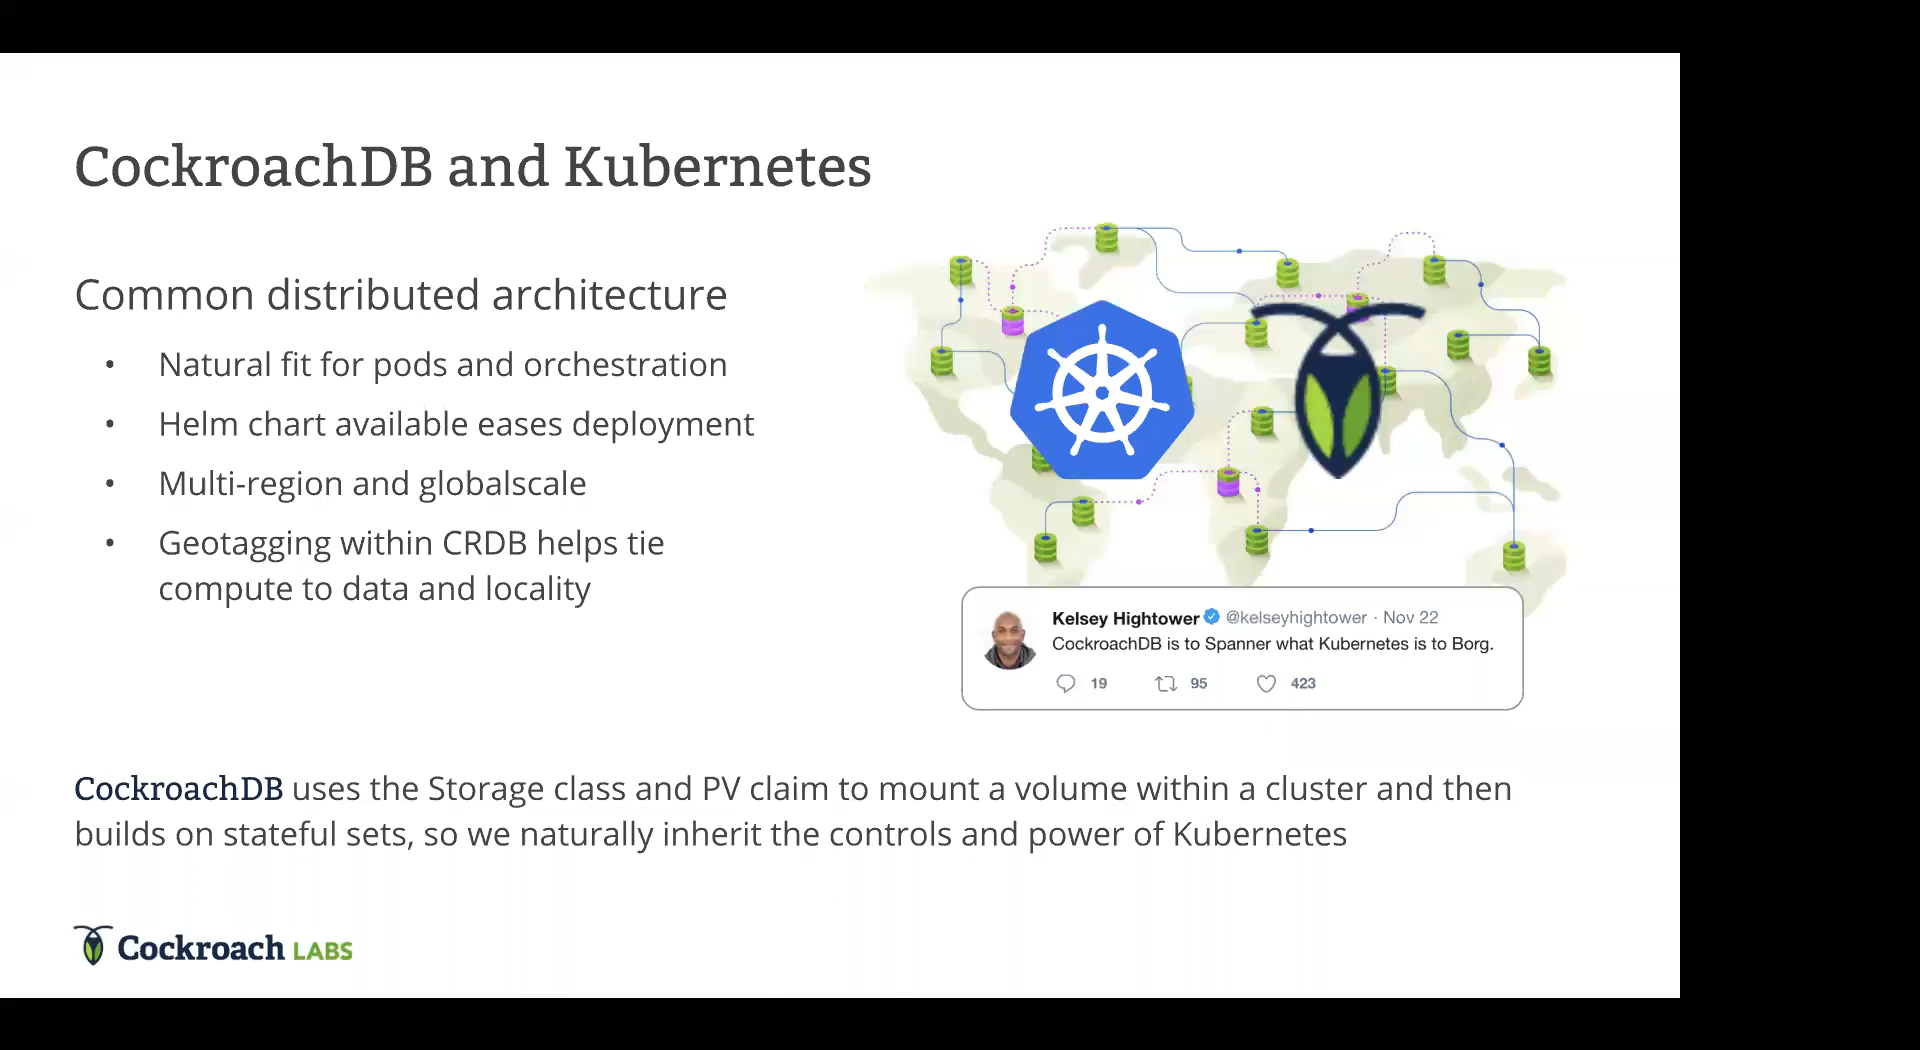 CockroachDB and Kubernetes
Common distributed architecture
• Natural fit for pods and orchestration
• Helm chart available eases deployment
• Multi-region and globalscale
• Geotagging within CRDB helps tie
compute to data and locality
Kelsey Hightower @kelseyhightower · Nov 22
CockroachDB is to Spanner what Kubernetes is to Borg.
19 95 423
CockroachDB uses the Storage class and PV claim to mount a volume within a cluster and then
builds on stateful sets, so we naturally inherit the controls and power of Kubernetes
Cockroach LABS